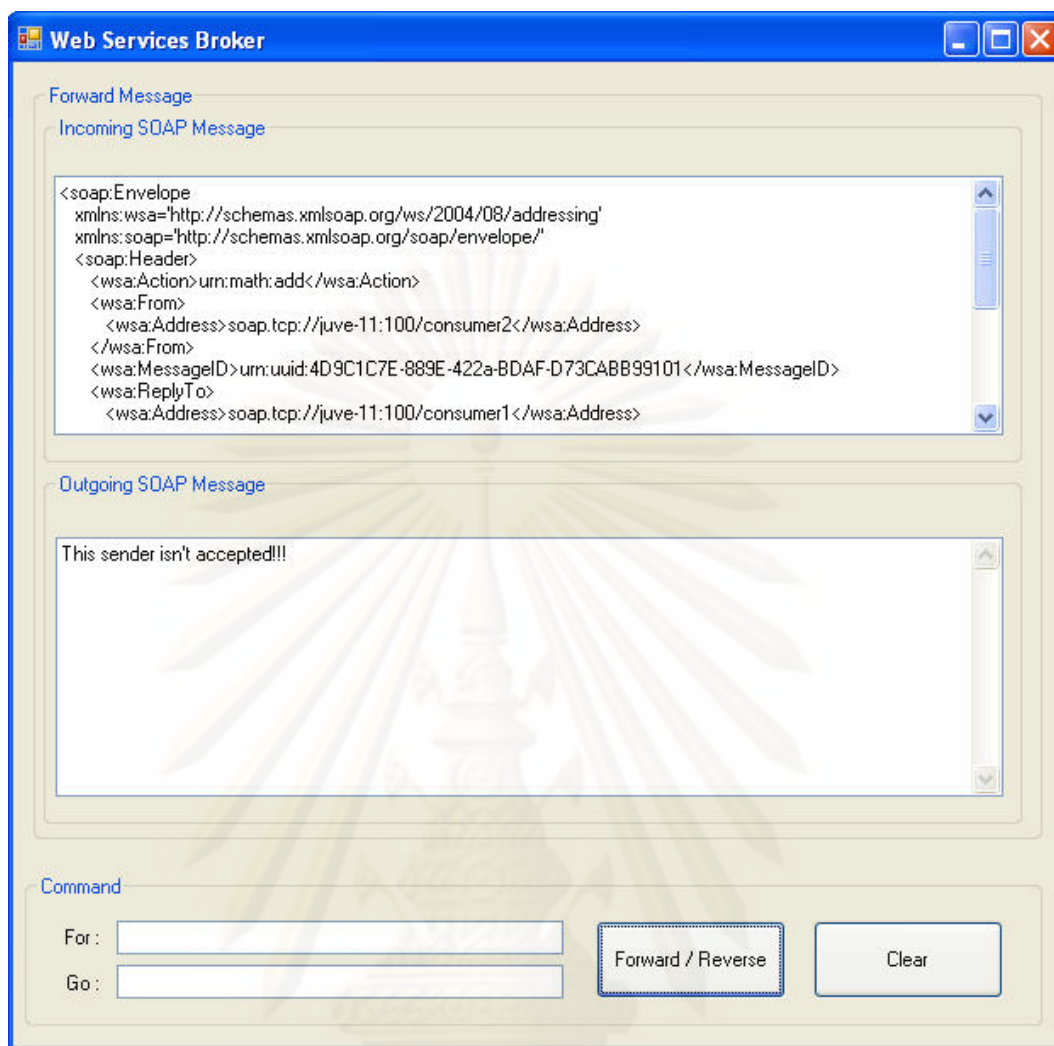 Web Services Broker
Forward Message
Incoming SOAP Message
<soap:Envelope
xmlns:wsa='http://schemas.xmlsoap.org/ws/2004/08/addressing'
xmlns:soap='http://schemas.xmlsoap.org/soap/envelope/'
<soap:Header>
<wsa:Action>urn:math:add</wsa:Action>
<wsa:From>
<wsa:Address>soap.tcp://juve-11:100/consumer2</wsa:Address>
</wsa:From>
<wsa:MessageID>urn:uuid:4D9C1C7E-889E-422a-BDAF-D73CABB99101</wsa:MessageID>
<wsa:ReplyTo>
<wsa:Address>soap.tcp://juve-11:100/consumer1</wsa:Address>
Outgoing SOAP Message
This sender isn't accepted!!!
Command
For :
Forward / Reverse
Clear
Go :